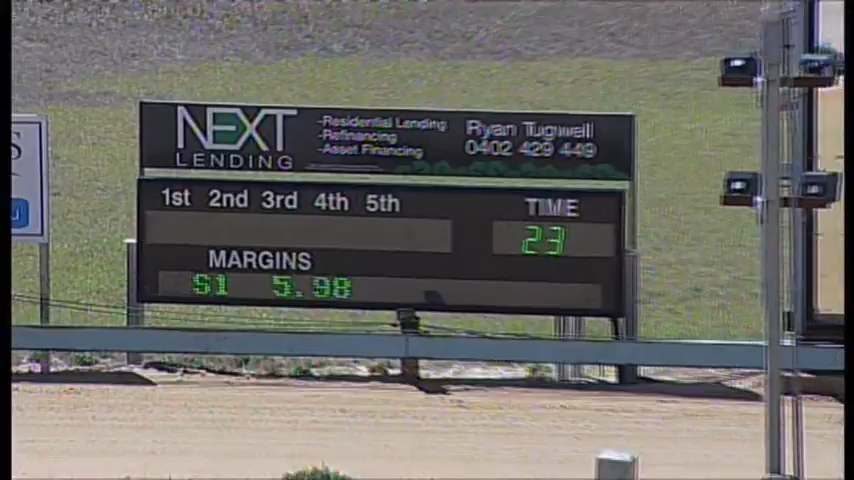 NEXT
LENDING
-Residential Lending
-Refinancing
-Asset Financing
Ryan Tugwell
0402 429 449
1st 2nd 3rd 4th 5th
TIME
23
MARGINS
S1 5.98
S
u